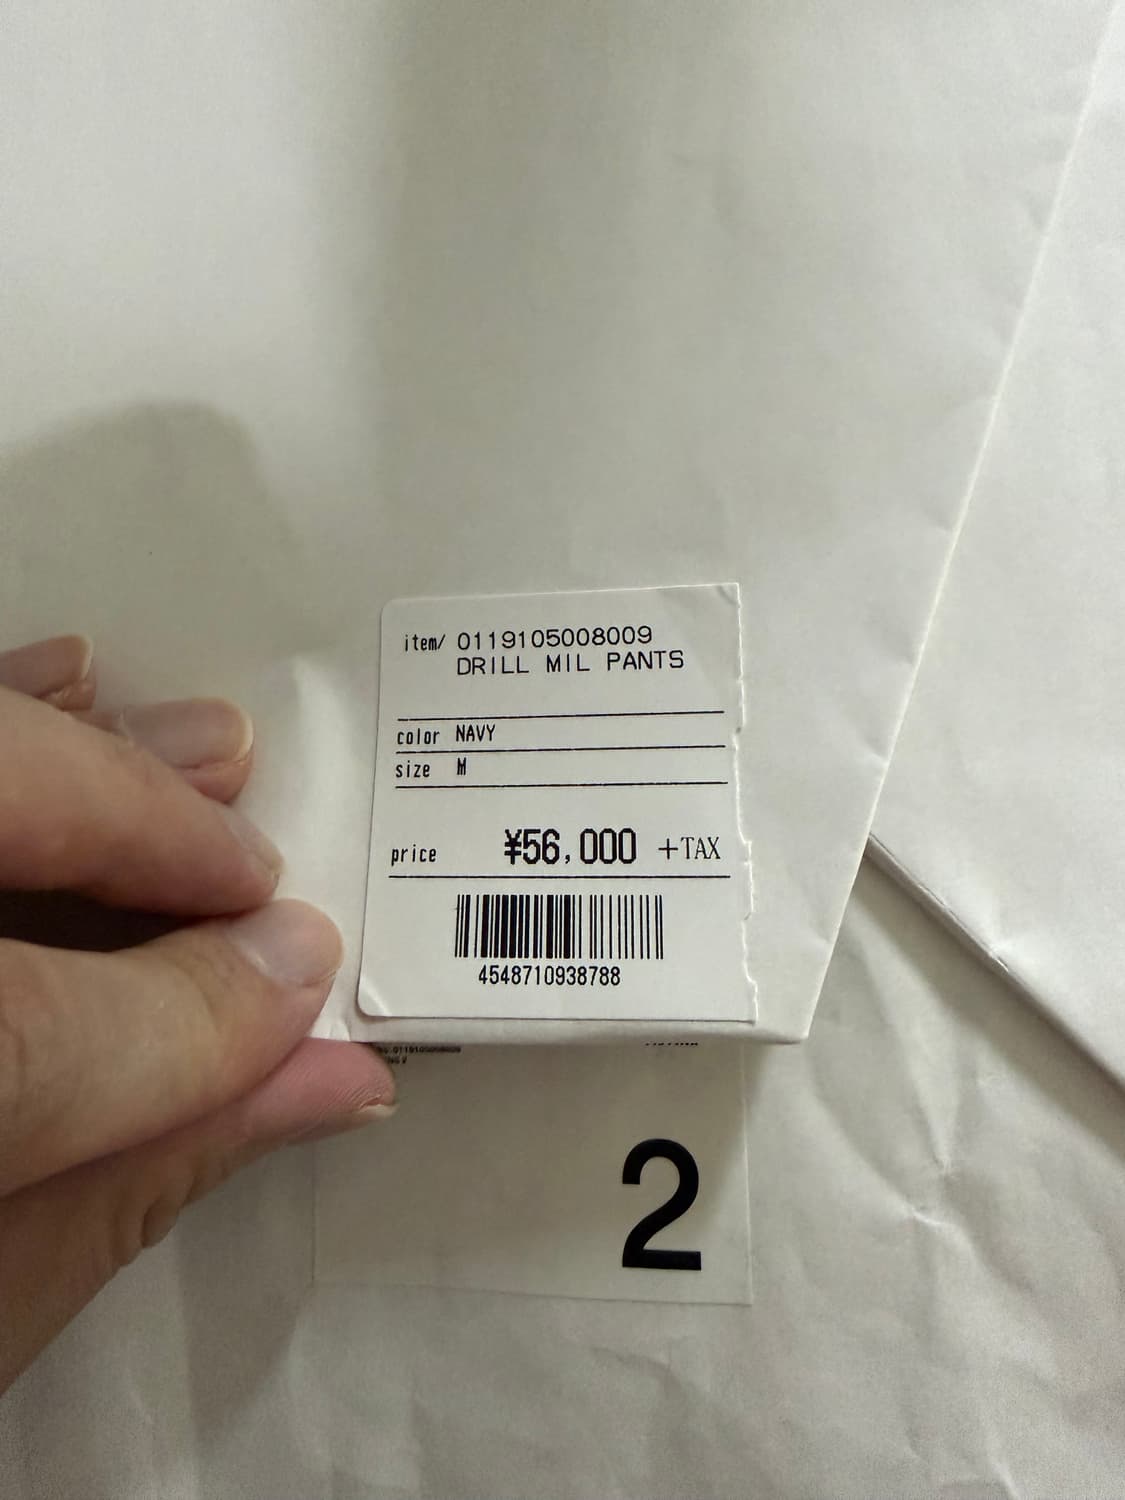 item/ 0119105008009
DRILL MIL PANTS
color NAVY
size M
price ¥56,000 +TAX
4548710938788
2